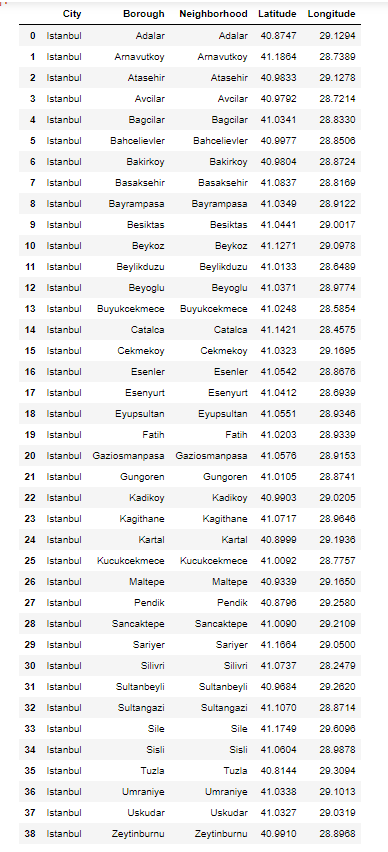 City Borough Neighborhood Latitude Longitude
0 Istanbul Adalar Adalar 40.8747 29.1294
1 Istanbul Arnavutkoy Arnavutkoy 41.1864 28.7389
2 Istanbul Atasehir Atasehir 40.9833 29.1278
3 Istanbul Avcilar Avcilar 40.9792 28.7214
4 Istanbul Bagcilar Bagcilar 41.0341 28.8330
5 Istanbul Bahcelievler Bahcelievler 40.9977 28.8506
6 Istanbul Bakirkoy Bakirkoy 40.9804 28.8724
7 Istanbul Basaksehir Basaksehir 41.0837 28.8169
8 Istanbul Bayrampasa Bayrampasa 41.0349 28.9122
9 Istanbul Besiktas Besiktas 41.0441 29.0017
10 Istanbul Beykoz Beykoz 41.1271 29.0978
11 Istanbul Beylikduzu Beylikduzu 41.0133 28.6489
12 Istanbul Beyoglu Beyoglu 41.0371 28.9774
13 Istanbul Buyukcekmece Buyukcekmece 41.0248 28.5854
14 Istanbul Catalca Catalca 41.1421 28.4575
15 Istanbul Cekmekoy Cekmekoy 41.0323 29.1695
16 Istanbul Esenler Esenler 41.0542 28.8676
17 Istanbul Esenyurt Esenyurt 41.0412 28.6939
18 Istanbul Eyupsultan Eyupsultan 41.0551 28.9346
19 Istanbul Fatih Fatih 41.0203 28.9339
20 Istanbul Gaziosmanpasa Gaziosmanpasa 41.0576 28.9153
21 Istanbul Gungoren Gungoren 41.0105 28.8741
22 Istanbul Kadikoy Kadikoy 40.9903 29.0205
23 Istanbul Kagithane Kagithane 41.0717 28.9646
24 Istanbul Kartal Kartal 40.8999 29.1936
25 Istanbul Kucukcekmece Kucukcekmece 41.0092 28.7757
26 Istanbul Maltepe Maltepe 40.9339 29.1650
27 Istanbul Pendik Pendik 40.8796 29.2580
28 Istanbul Sancaktepe Sancaktepe 41.0090 29.2109
29 Istanbul Sariyer Sariyer 41.1664 29.0500
30 Istanbul Silivri Silivri 41.0737 28.2479
31 Istanbul Sultanbeyli Sultanbeyli 40.9684 29.2620
32 Istanbul Sultangazi Sultangazi 41.1070 28.8714
33 Istanbul Sile Sile 41.1749 29.6096
34 Istanbul Sisli Sisli 41.0604 28.9878
35 Istanbul Tuzla Tuzla 40.8144 29.3094
36 Istanbul Umraniye Umraniye 41.0338 29.1013
37 Istanbul Uskudar Uskudar 41.0327 29.0319
38 Istanbul Zeytinburnu Zeytinburnu 40.9910 28.8968